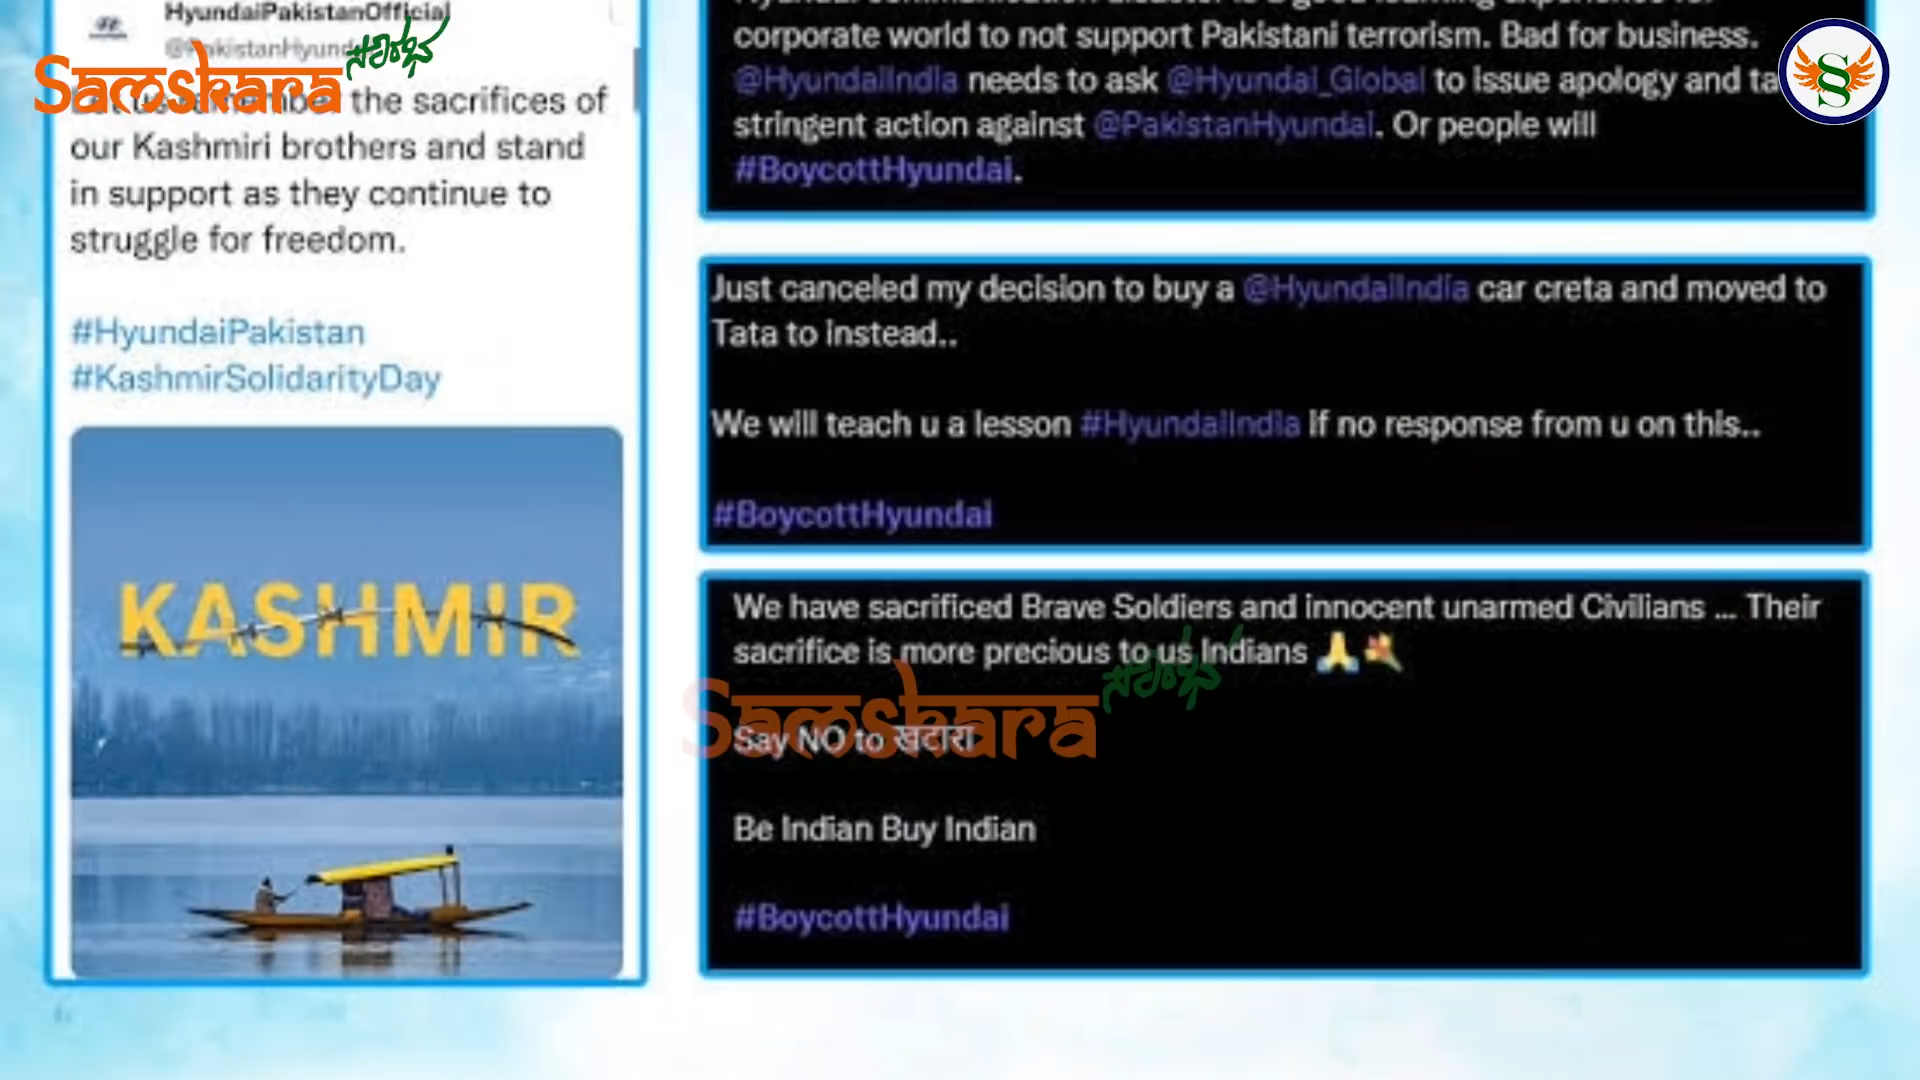 HyundaiPakistanOfficial
Samskara
the sacrifices of
our Kashmiri brothers and stand
in support as they continue to
struggle for freedom.
#HyundaiPakistan
#KashmirSolidarityDay
KASHMIR
corporate world to not support Pakistani terrorism. Bad for business.
@HyundaiIndia needs to ask @Hyundai_Global to issue apology and ta
stringent action against @PakistanHyundai. Or people will
#BoycottHyundai.
S
Just canceled my decision to buy a @HyundaiIndia car creta and moved to
Tata to instead..
We will teach u a lesson #HyundaiIndia if no response from u on this..
#BoycottHyundai
We have sacrificed Brave Soldiers and innocent unarmed Civilians ... Their
sacrifice is more precious to us Indians 🙏💐
Samskara
Say NO to खटारा
Be Indian Buy Indian
#BoycottHyundai